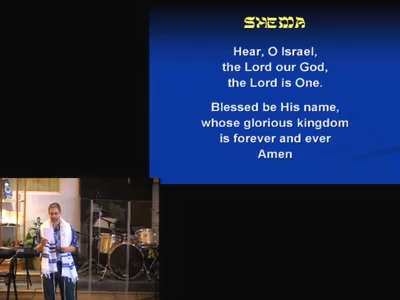 SHEMA
Hear, O Israel,
the Lord our God,
the Lord is One.
Blessed be His name,
whose glorious kingdom
is forever and ever
Amen